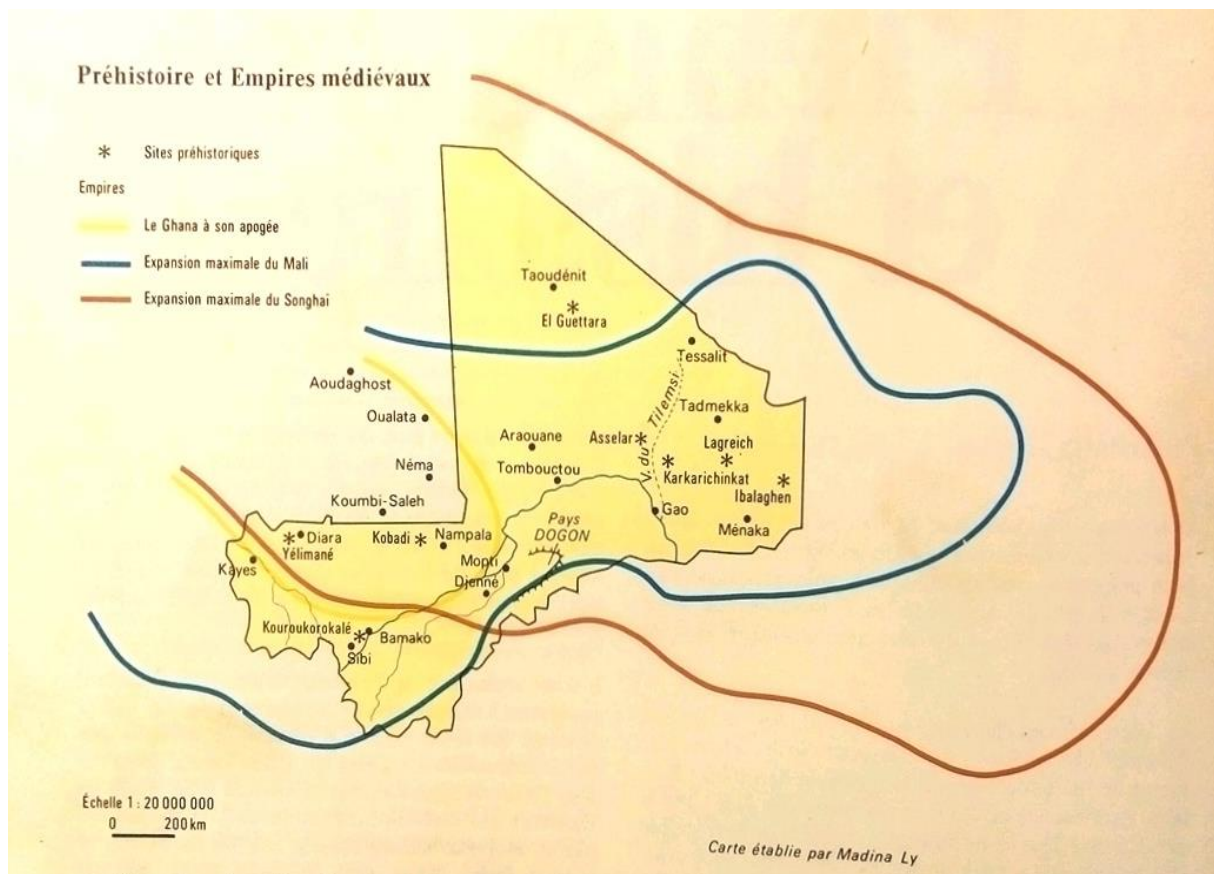 Préhistoire et Empires médiévaux
Sites préhistoriques
Empires
Le Ghana à son apogée
Expansion maximale du Mali
Expansion maximale du Songhai
Taoudénit
El Guettara
Tessalit
Aoudaghost
Oualata
V. du Tilemsi
Tadmekka
Araouane
Asselar
Lagreich
Néma
Tombouctou
Karkarichinkat
Ibalaghen
Koumbi-Saleh
Gao
Ménaka
Pays
DOGON
Diara
Yélimané
Kobadi
Nampala
Kayes
Mopti
Djenné
Kouroukorokalé
Bamako
Sibi
Échelle 1 : 20 000 000
0 200 km
Carte établie par Madina Ly